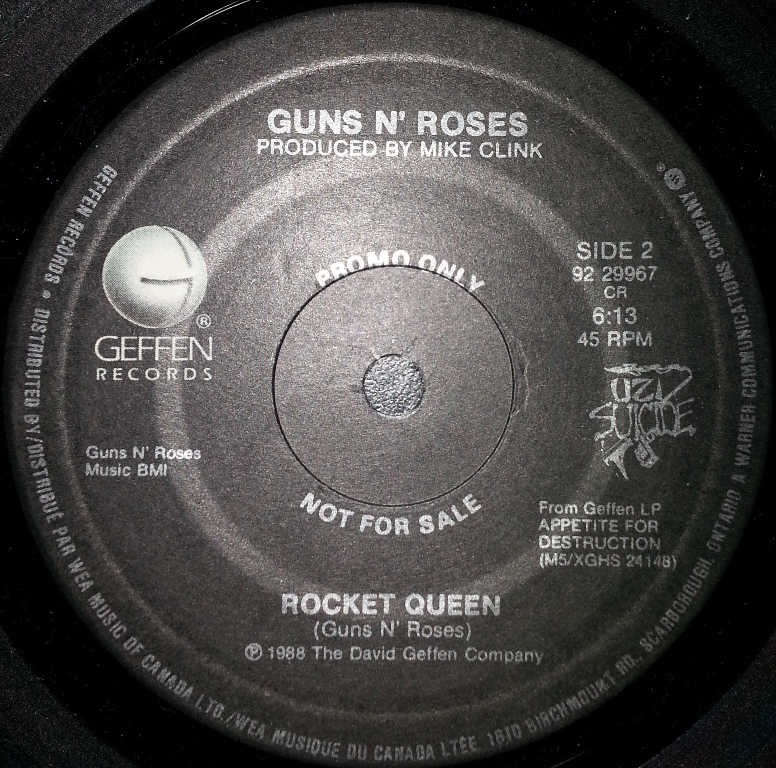 GUNS N' ROSES
PRODUCED BY MIKE CLINK
PROMO ONLY
SIDE 2
92 29967
CR
6:13
45 RPM
®
GEFFEN
RECORDS
UZI
SUICIDE
Guns N' Roses
Music BMI
NOT FOR SALE
From Geffen LP
APPETITE FOR
DESTRUCTION
(M5/XGHS 24148)
ROCKET QUEEN
(Guns N' Roses)
℗ 1988 The David Geffen Company
GEFFEN RECORDS • DISTRIBUTED BY/DISTRIBUÉ PAR WEA MUSIC OF CANADA LTD./WEA MUSIQUE DU CANADA LTÉE. 1810 BIRCHMOUNT RD., SCARBOROUGH, ONTARIO A WARNER COMMUNICATIONS COMPANY